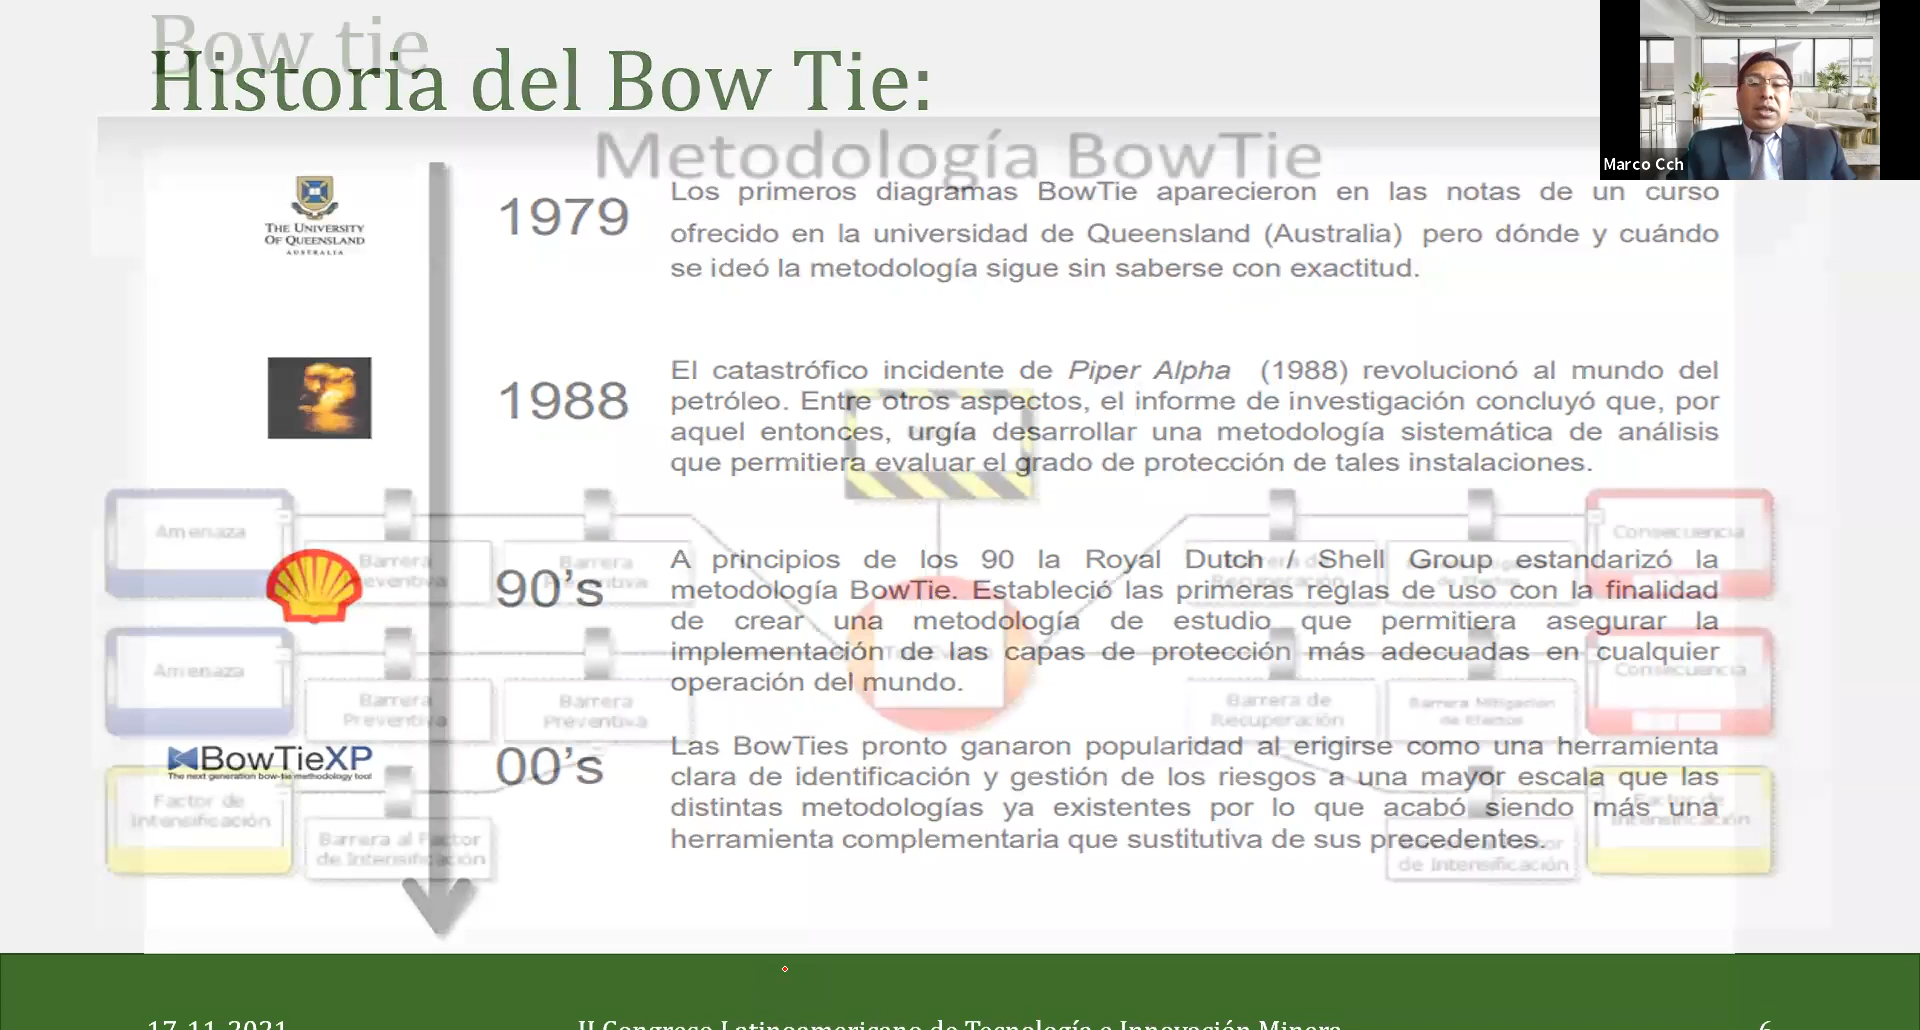 Bow tie
Historia del Bow Tie:
Marco Cch
Metodología BowTie
THE UNIVERSITY
OF QUEENSLAND
AUSTRALIA
1979
Los primeros diagramas BowTie aparecieron en las notas de un curso
ofrecido en la universidad de Queensland (Australia) pero dónde y cuándo
se ideó la metodología sigue sin saberse con exactitud.
1988
El catastrófico incidente de Piper Alpha (1988) revolucionó al mundo del
petróleo. Entre otros aspectos, el informe de investigación concluyó que, por
aquel entonces, urgía desarrollar una metodología sistemática de análisis
que permitiera evaluar el grado de protección de tales instalaciones.
Amenaza
Barrera
Preventiva
Barrera
Preventiva
Consecuencia
90's
A principios de los 90 la Royal Dutch / Shell Group estandarizó la
metodología BowTie. Estableció las primeras reglas de uso con la finalidad
de crear una metodología de estudio que permitiera asegurar la
implementación de las capas de protección más adecuadas en cualquier
operación del mundo.
Amenaza
Barrera
Preventiva
Barrera
Preventiva
Barrera de
Recuperación
Barrera Mitigación
de Efectos
Consecuencia
BowTieXP
The next generation bow-tie methodology tool
00's
Las BowTies pronto ganaron popularidad al erigirse como una herramienta
clara de identificación y gestión de los riesgos a una mayor escala que las
distintas metodologías ya existentes por lo que acabó siendo más una
herramienta complementaria que sustitutiva de sus precedentes.
Factor de
Intensificación
Barrera al Factor
de Intensificación
Factor de
Intensificación
de Intensificación
17-11-2021
II Congreso Latinoamericano de Tecnología e Innovación Minera
6